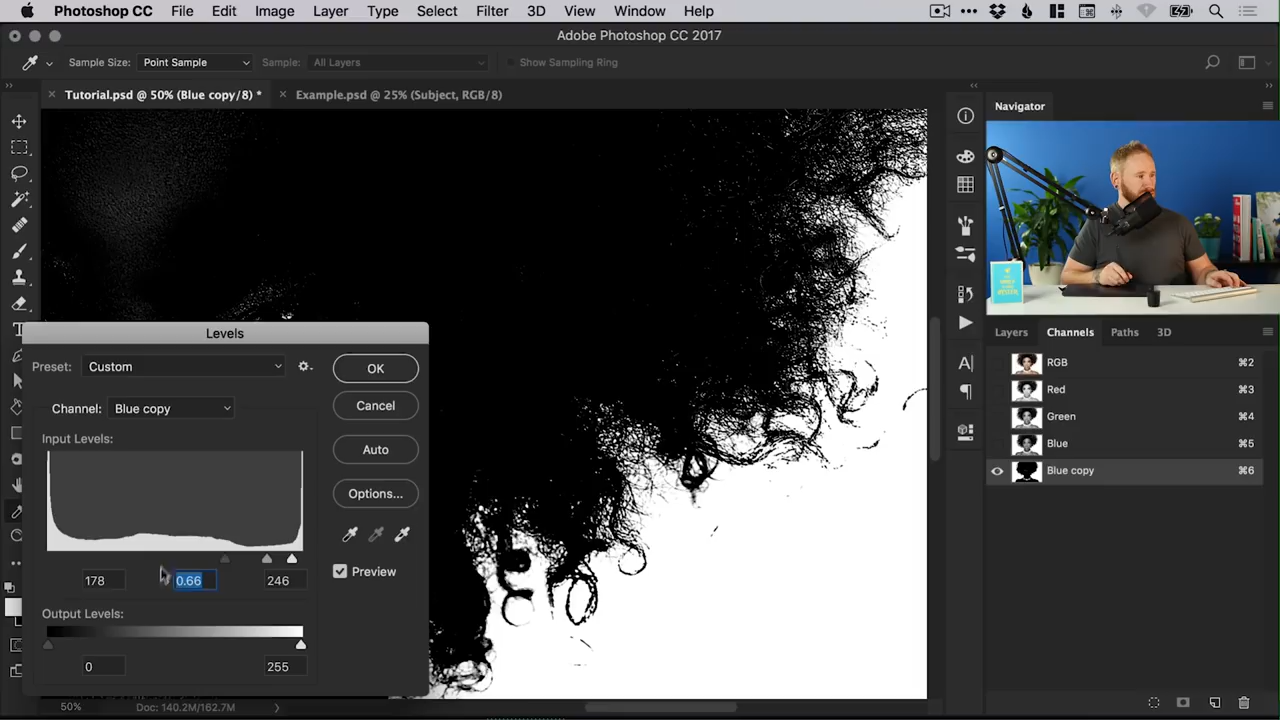 Photoshop CC File Edit Image Layer Type Select Filter 3D View Window Help
Adobe Photoshop CC 2017
Sample Size: Point Sample Sample: All Layers Show Sampling Ring
Tutorial.psd @ 50% (Blue copy/8) * Example.psd @ 25% (Subject, RGB/8)
Navigator
Layers Channels Paths 3D
RGB ⌘2
Red ⌘3
Green ⌘4
Blue ⌘5
Blue copy ⌘6
Levels
Preset: Custom OK
Channel: Blue copy Cancel
Input Levels: Auto
Options...
178 0.66 246 Preview
Output Levels:
0 255
50% Doc: 140.2M/162.7M